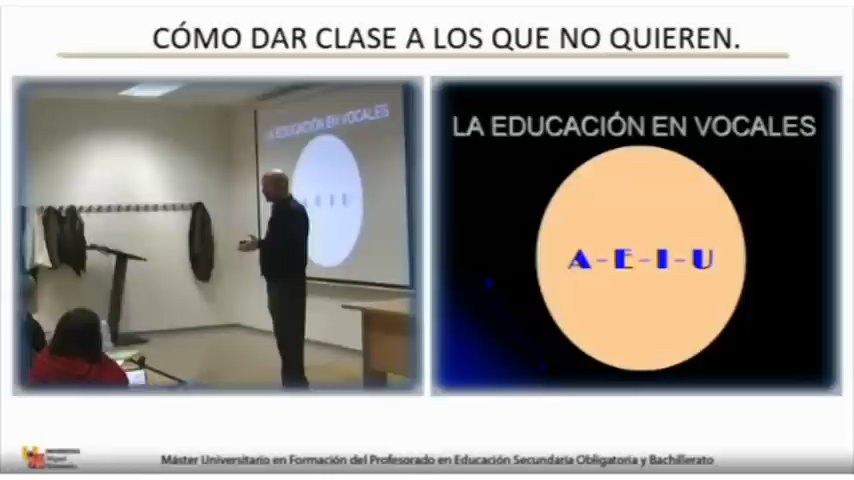 CÓMO DAR CLASE A LOS QUE NO QUIEREN.
LA EDUCACIÓN EN VOCALES
A E I U
LA EDUCACIÓN EN VOCALES
A - E - I - U
Máster Universitario en Formación del Profesorado en Educación Secundaria Obligatoria y Bachillerato